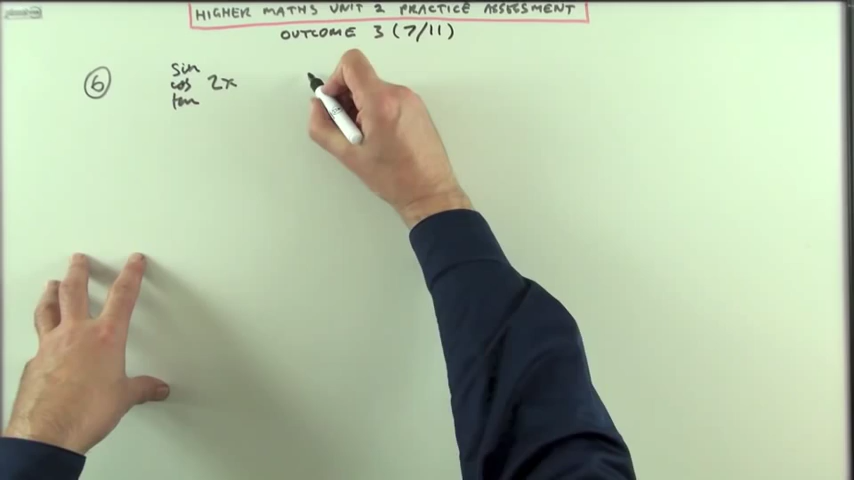 HIGHER MATHS UNIT 2 PRACTICE ASSESSMENT
OUTCOME 3 (7/11)
6
sin
cos 2x
tan